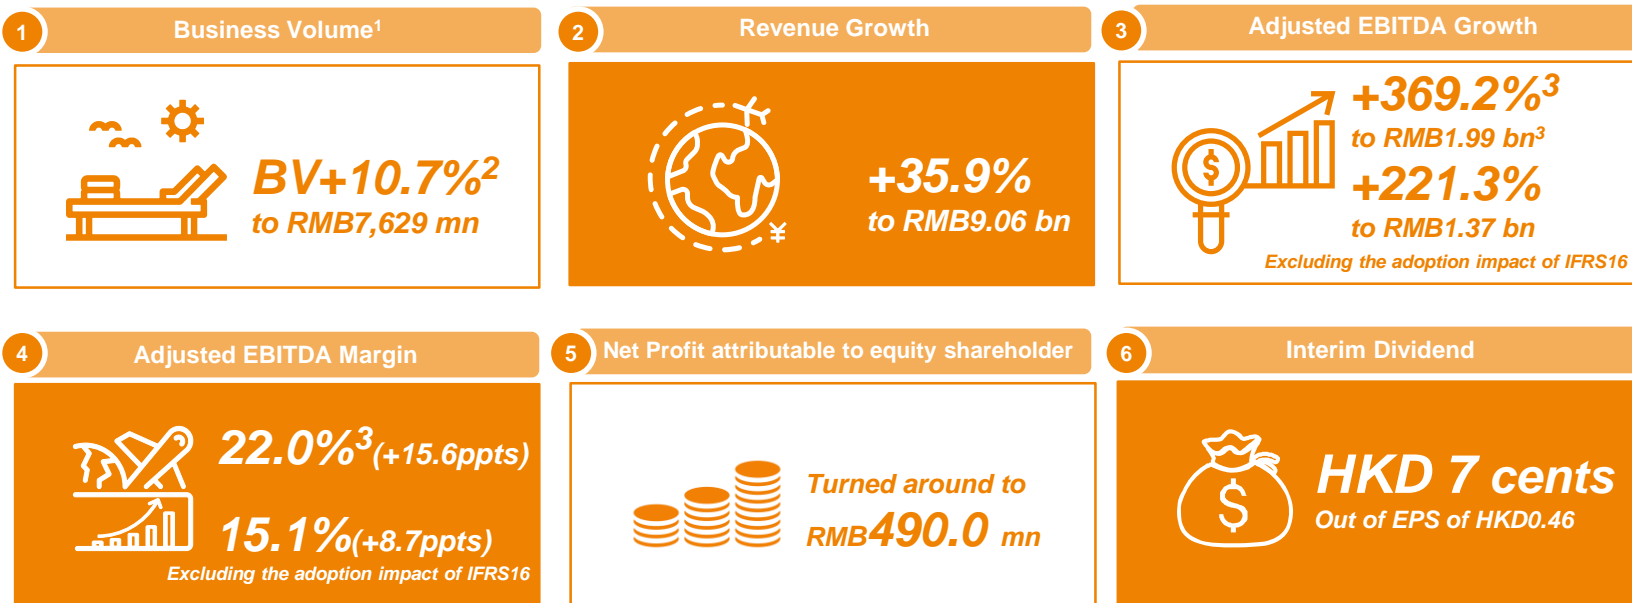 1
Business Volume¹
BV+10.7%²
to RMB7,629 mn
2
Revenue Growth
¥
+35.9%
to RMB9.06 bn
3
Adjusted EBITDA Growth
$
+369.2%³
to RMB1.99 bn³
+221.3%
to RMB1.37 bn
Excluding the adoption impact of IFRS16
4
Adjusted EBITDA Margin
22.0%³(+15.6ppts)
15.1%(+8.7ppts)
Excluding the adoption impact of IFRS16
5
Net Profit attributable to equity shareholder
Turned around to
RMB490.0 mn
6
Interim Dividend
$
HKD 7 cents
Out of EPS of HKD0.46